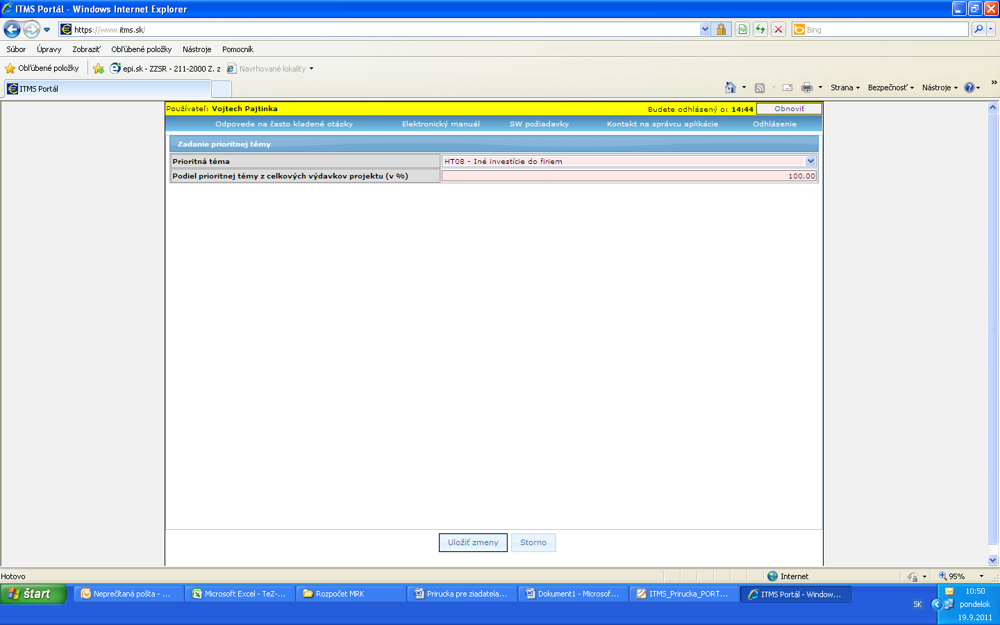 ITMS Portál - Windows Internet Explorer
https://www.itms.sk/
Bing
Súbor Úpravy Zobraziť Obľúbené položky Nástroje Pomocník
Obľúbené položky epi.sk - ZZSR - 211-2000 Z. z Navrhované lokality
ITMS Portál
Strana Bezpečnosť Nástroje »
Používateľ: Vojtech Pajtinka Budete odhlásený o: 14:44 Obnoviť
Odpovede na často kladené otázky Elektronický manuál SW požiadavky Kontakt na správcu aplikácie Odhlásenie
Zadanie prioritnej témy
Prioritná téma HT08 - Iné investície do firiem
Podiel prioritnej témy z celkových výdavkov projektu (v %) 100,00
Uložiť zmeny Storno
Hotovo Internet 95%
štart Neprečítaná pošta - ... Microsoft Excel - TeZ-... Rozpočet MRK Prirucka pre ziadatela... Dokument1 - Microsof... ITMS_Prirucka_PORT... ITMS Portál - Window... SK
10:50
pondelok
19.9.2011